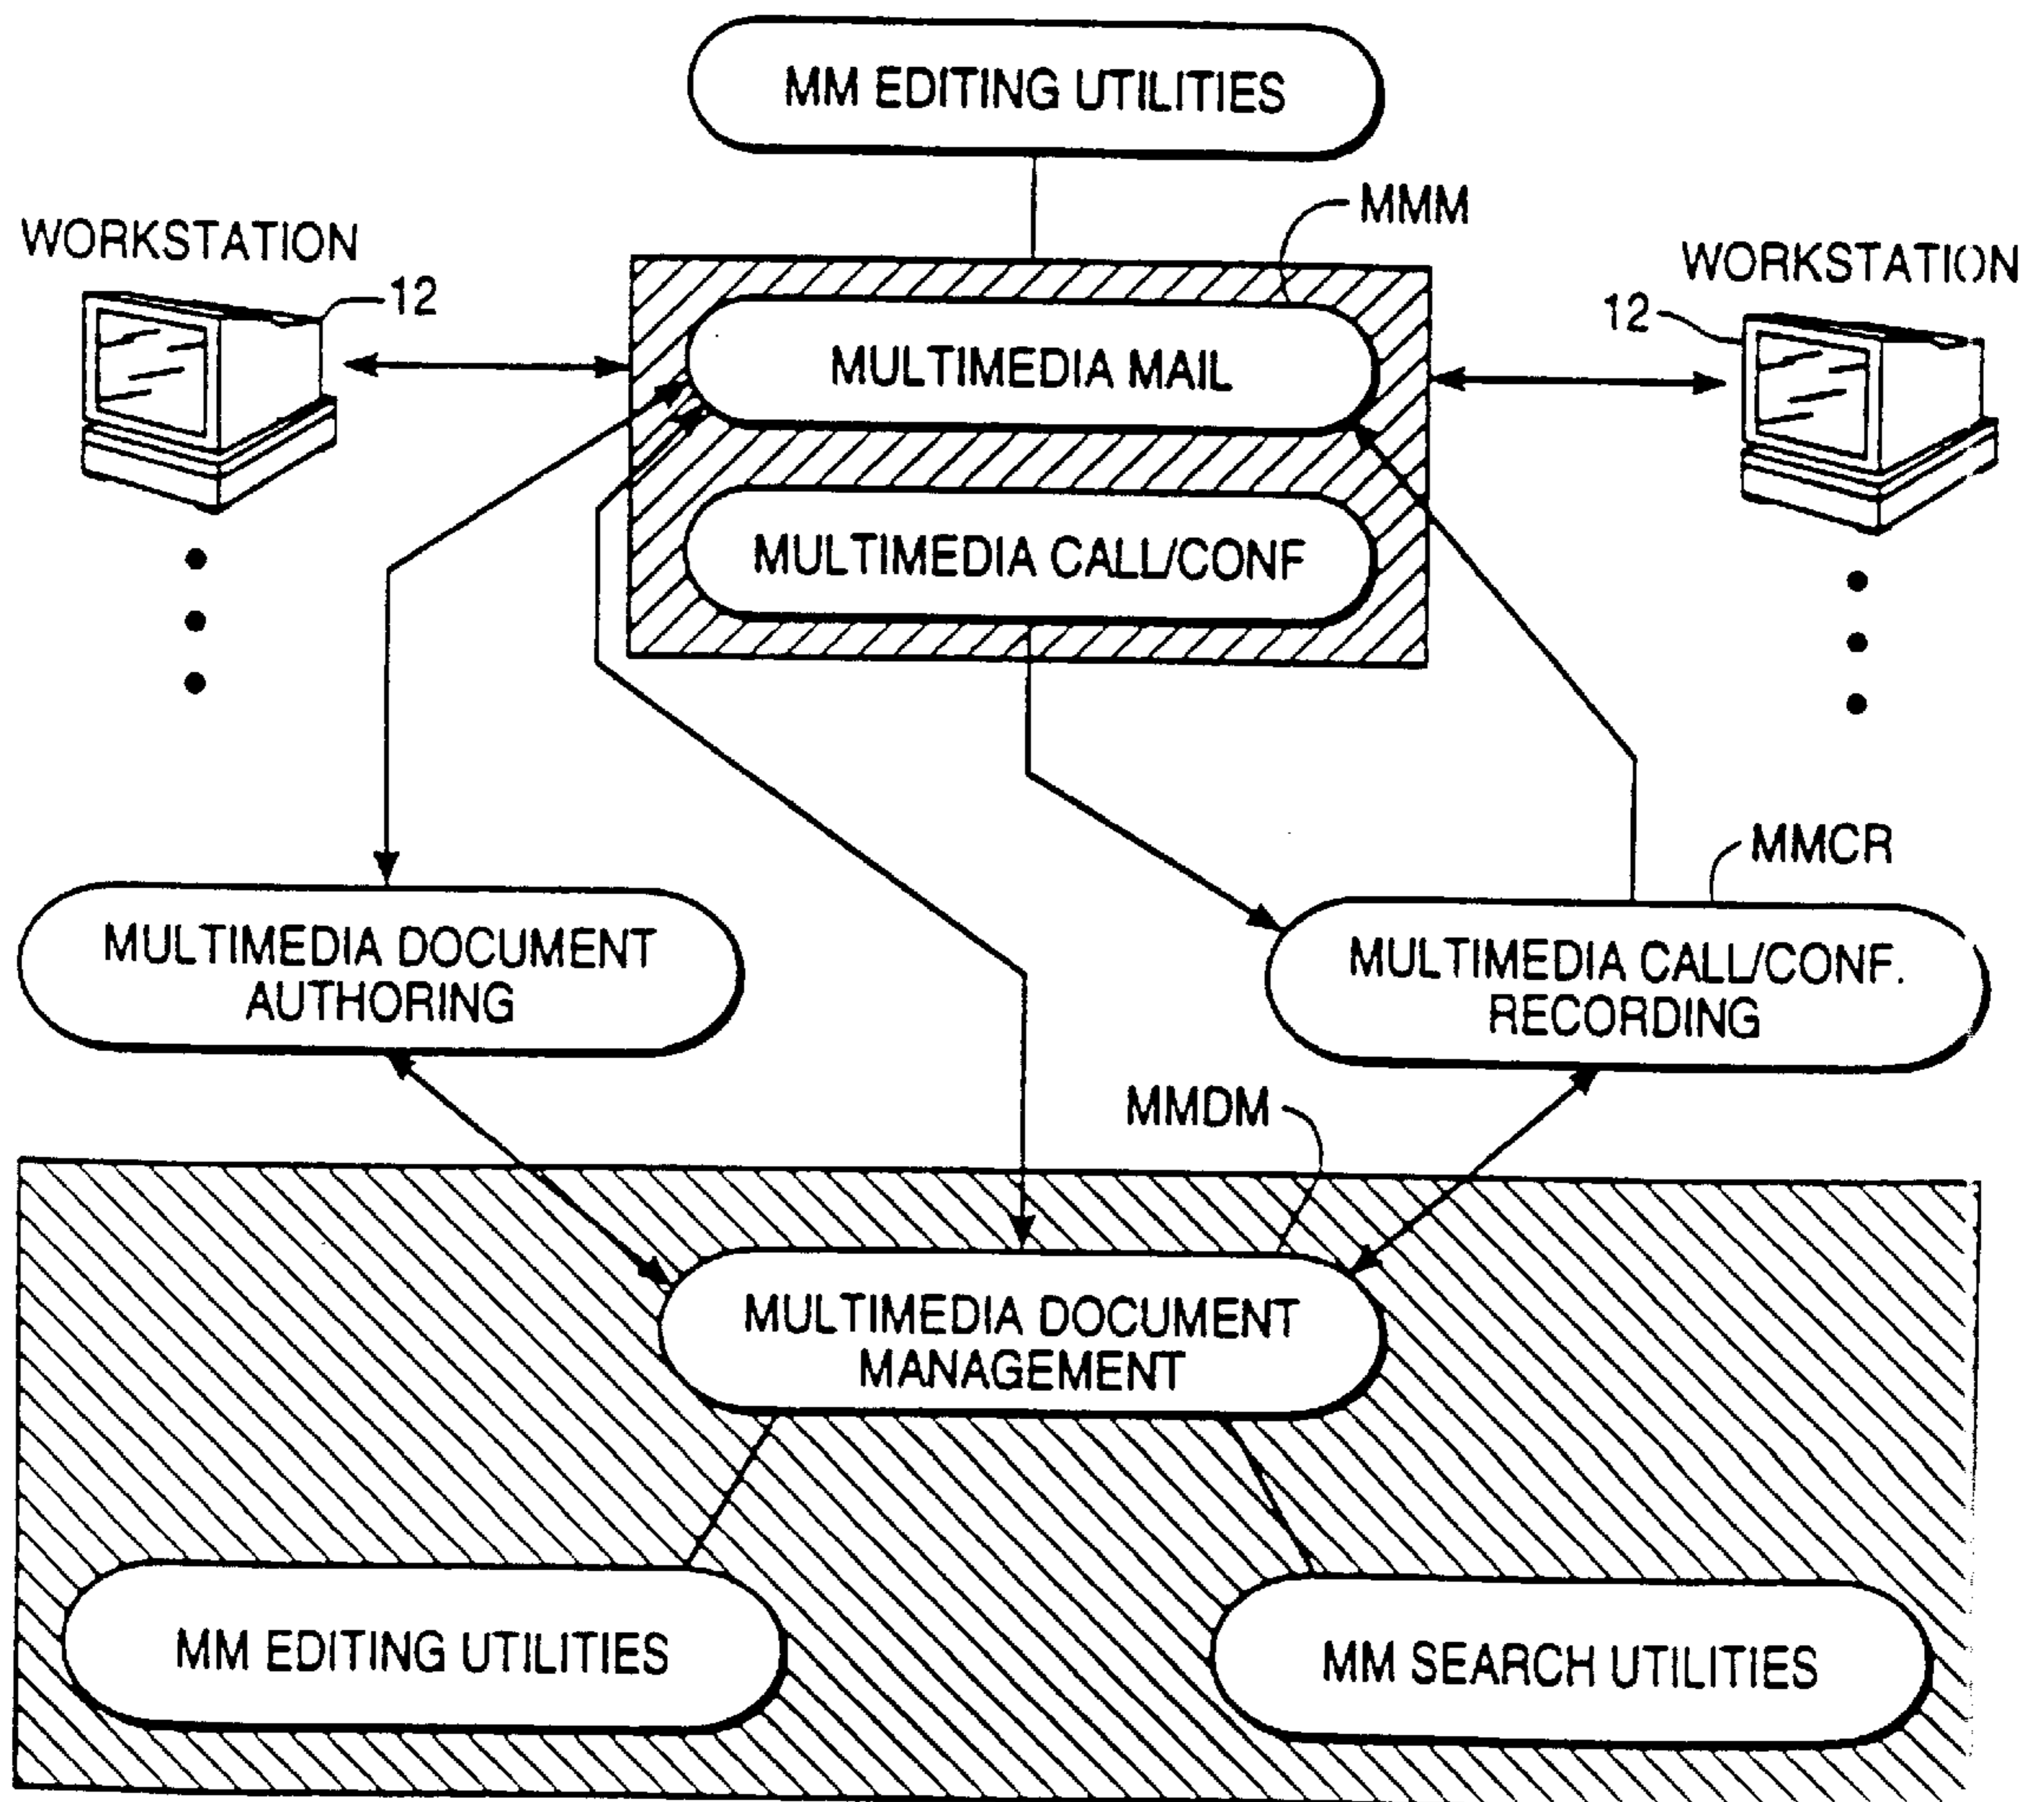 MM EDITING UTILITIES
MMM
WORKSTATION
WORKSTATION
12
12
MULTIMEDIA MAIL
MULTIMEDIA CALL/CONF
MMCR
MULTIMEDIA DOCUMENT
AUTHORING
MULTIMEDIA CALL/CONF.
RECORDING
MMDM
MULTIMEDIA DOCUMENT
MANAGEMENT
MM EDITING UTILITIES
MM SEARCH UTILITIES